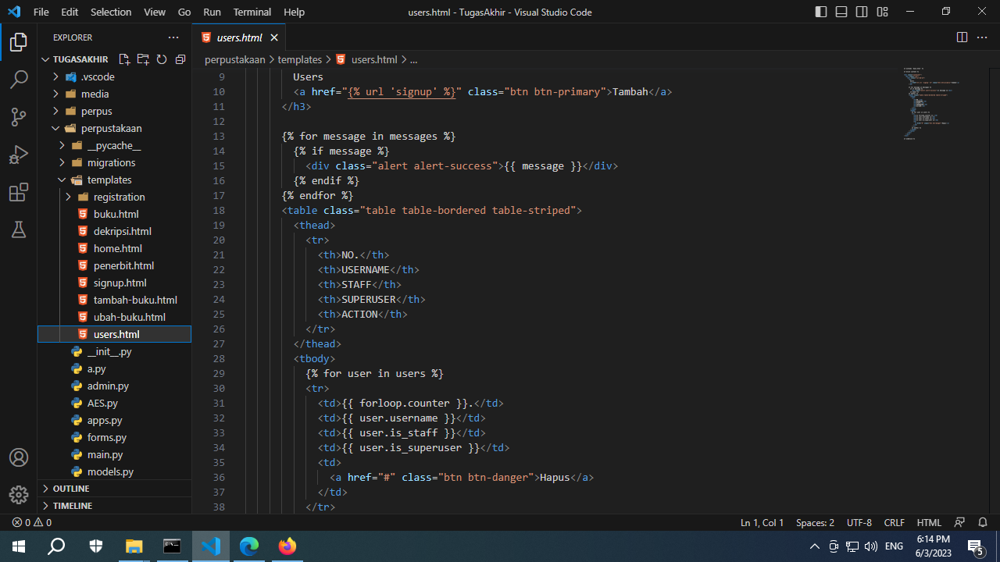 File Edit Selection View Go Run Terminal Help
users.html - TugasAkhir - Visual Studio Code
EXPLORER
TUGASAKHIR
.vscode
media
perpus
perpustakaan
__pycache__
migrations
templates
registration
buku.html
dekripsi.html
home.html
penerbit.html
signup.html
tambah-buku.html
ubah-buku.html
users.html
__init__.py
a.py
admin.py
AES.py
apps.py
forms.py
main.py
models.py
OUTLINE
TIMELINE
users.html
perpustakaan > templates > users.html > ...
9 Users
10 <a href="{% url 'signup' %}" class="btn btn-primary">Tambah</a>
11 </h3>
12
13 {% for message in messages %}
14 {% if message %}
15 <div class="alert alert-success">{{ message }}</div>
16 {% endif %}
17 {% endfor %}
18 <table class="table table-bordered table-striped">
19 <thead>
20 <tr>
21 <th>NO.</th>
22 <th>USERNAME</th>
23 <th>STAFF</th>
24 <th>SUPERUSER</th>
25 <th>ACTION</th>
26 </tr>
27 </thead>
28 <tbody>
29 {% for user in users %}
30 <tr>
31 <td>{{ forloop.counter }}.</td>
32 <td>{{ user.username }}</td>
33 <td>{{ user.is_staff }}</td>
34 <td>{{ user.is_superuser }}</td>
35 <td>
36 <a href="#" class="btn btn-danger">Hapus</a>
37 </td>
38 </tr>
0 0
Ln 1, Col 1 Spaces: 2 UTF-8 CRLF HTML
ENG
6:14 PM
6/3/2023
5